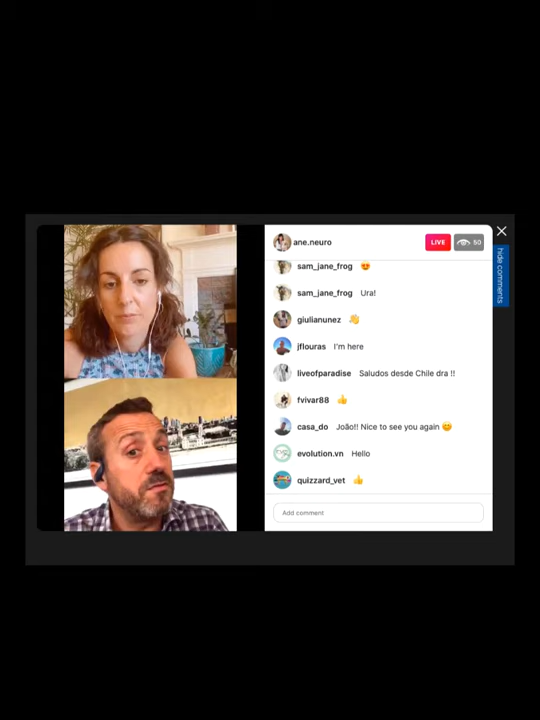 ane.neuro LIVE 50
hide comments
sam_jane_frog 😍
sam_jane_frog Ura!
giulianunez 👋
jflouras I'm here
liveofparadise Saludos desde Chile dra !!
fvivar88 👍
casa_do João!! Nice to see you again 😊
evolution.vn Hello
quizzard_vet 👍
Add comment